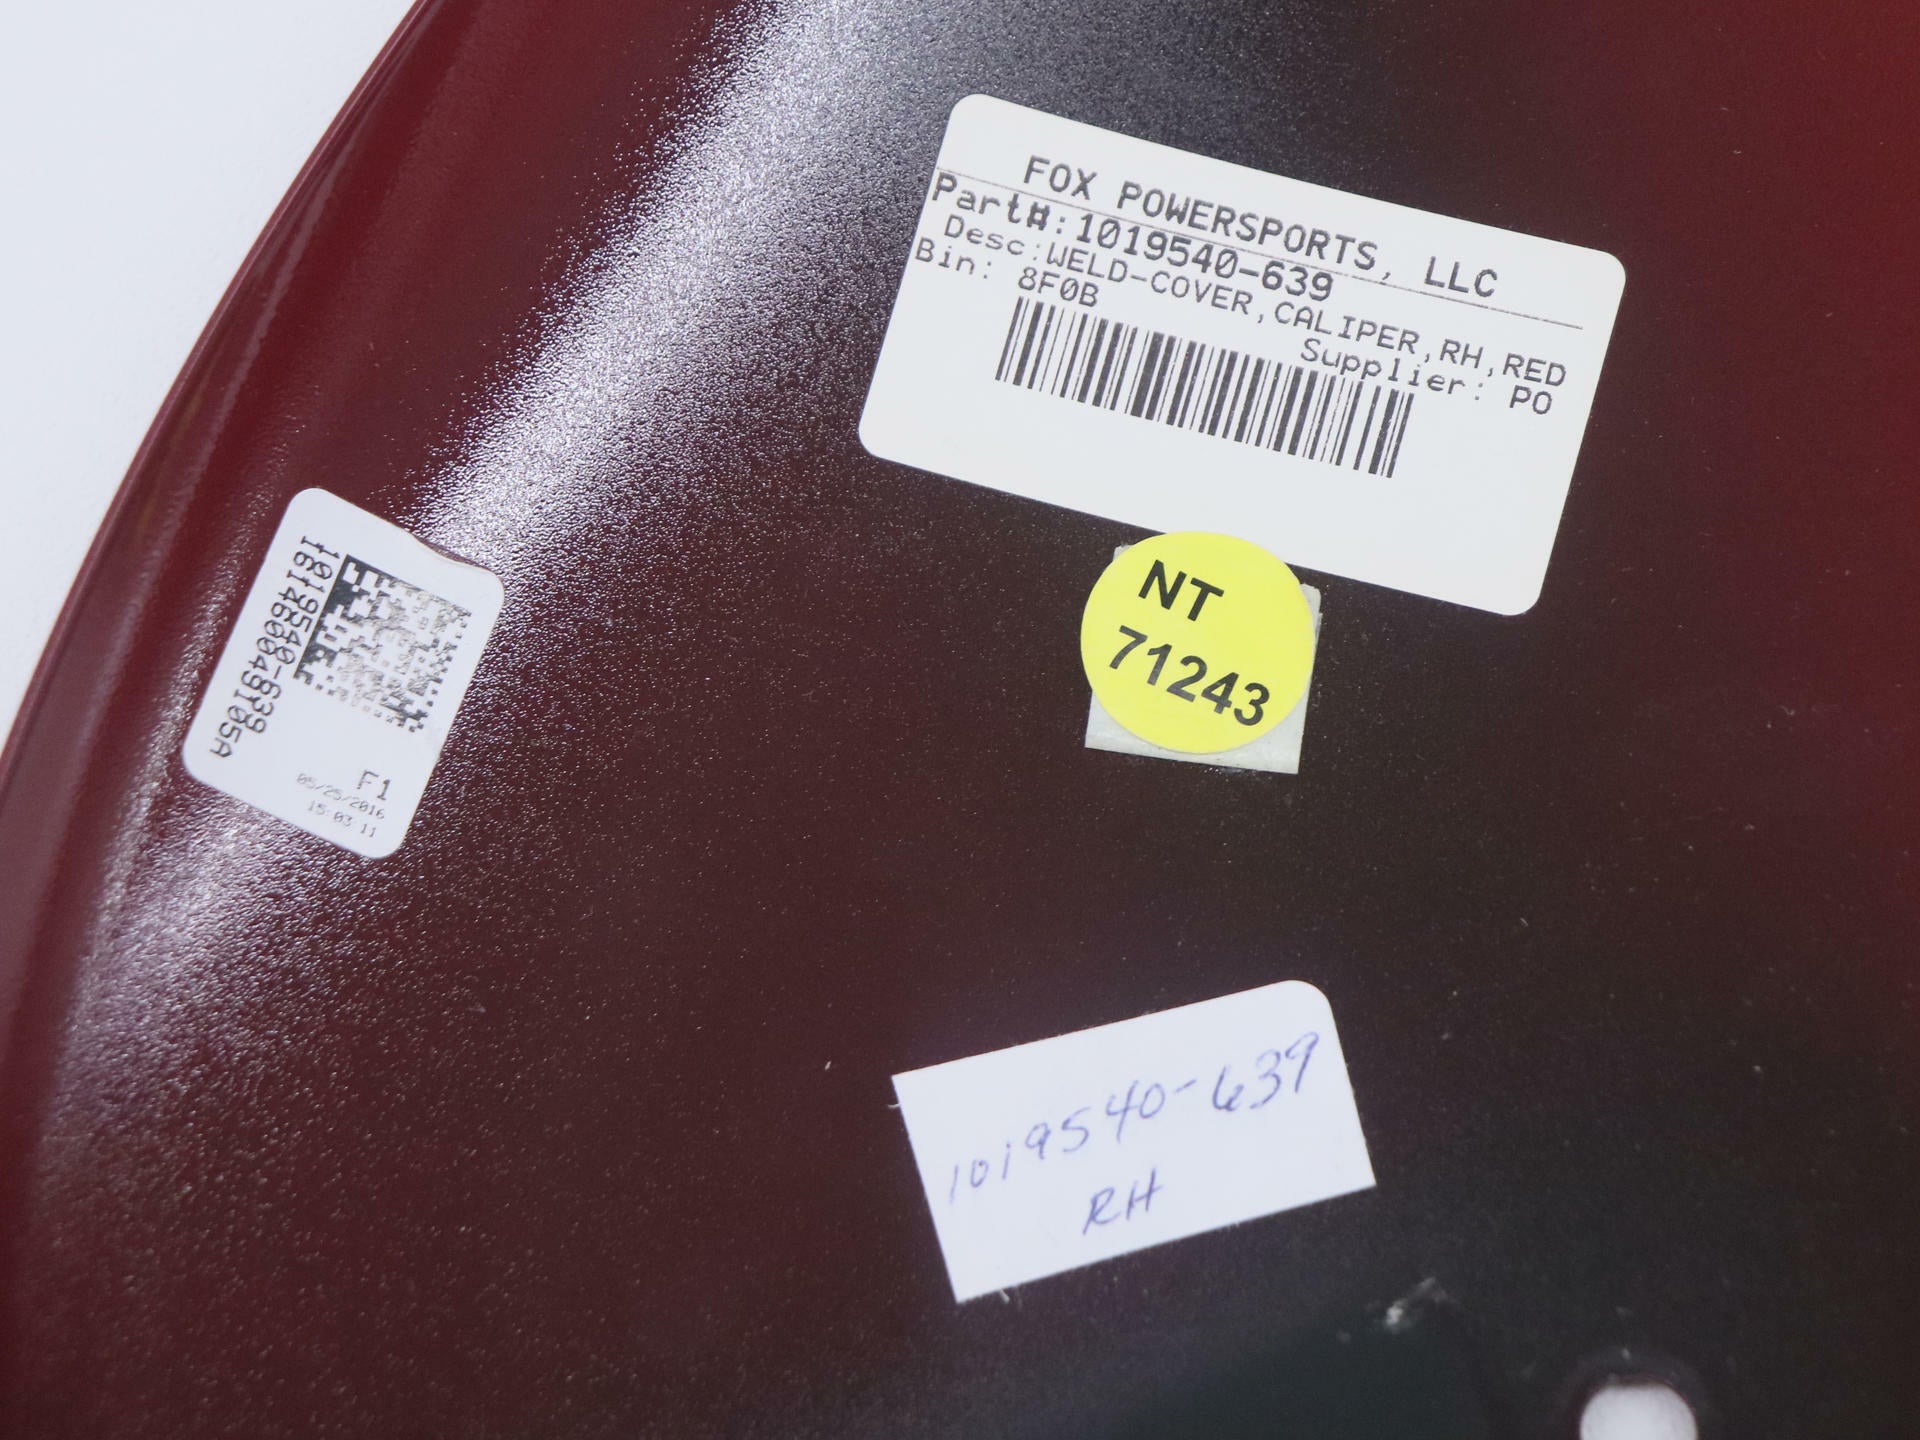 FOX POWERSPORTS, LLC
Part#:1019540-639
Desc:WELD-COVER,CALIPER,RH,RED
Bin: 8F0B
Supplier: PO
1019540-639
161460049105A
F1
05/25/2016
15:03:11
NT
71243
1019540-639
RH